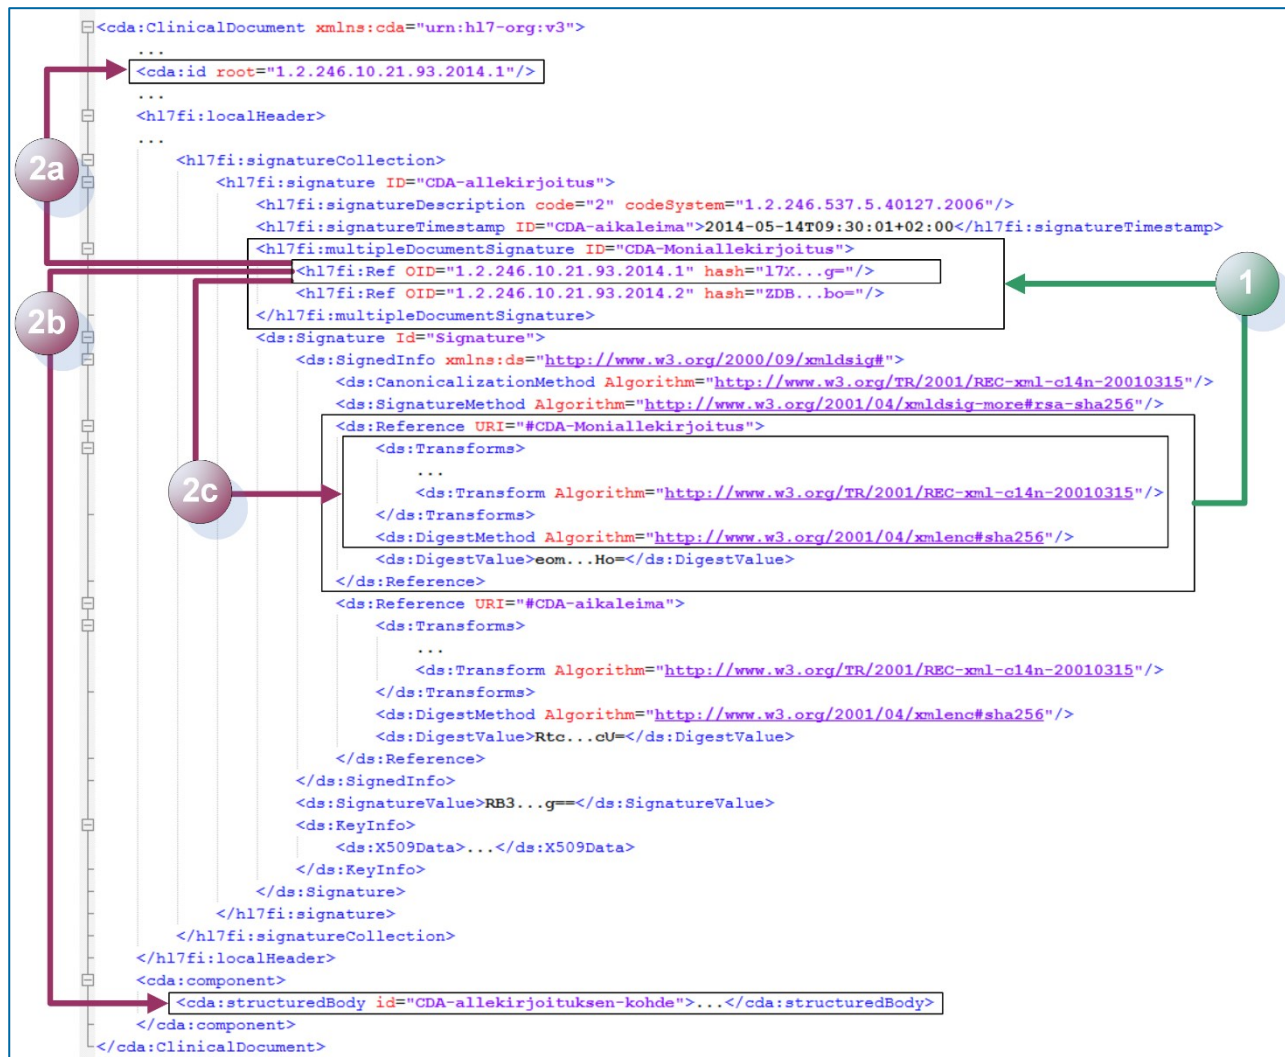 <cda:ClinicalDocument xmlns:cda="urn:hl7-org:v3">
...
<cda:id root="1.2.246.10.21.93.2014.1"/>
...
<hl7fi:localHeader>
...
<hl7fi:signatureCollection>
2a
<hl7fi:signature ID="CDA-allekirjoitus">
<hl7fi:signatureDescription code="2" codeSystem="1.2.246.537.5.40127.2006"/>
<hl7fi:signatureTimestamp ID="CDA-aikaleima">2014-05-14T09:30:01+02:00</hl7fi:signatureTimestamp>
<hl7fi:multipleDocumentSignature ID="CDA-Moniallekirjoitus">
<hl7fi:Ref OID="1.2.246.10.21.93.2014.1" hash="l7X...g="/>
1
<hl7fi:Ref OID="1.2.246.10.21.93.2014.2" hash="ZDB...bo="/>
2b
</hl7fi:multipleDocumentSignature>
<ds:Signature Id="Signature">
<ds:SignedInfo xmlns:ds="http://www.w3.org/2000/09/xmldsig#">
<ds:CanonicalizationMethod Algorithm="http://www.w3.org/TR/2001/REC-xml-c14n-20010315"/>
<ds:SignatureMethod Algorithm="http://www.w3.org/2001/04/xmldsig-more#rsa-sha256"/>
<ds:Reference URI="#CDA-Moniallekirjoitus">
<ds:Transforms>
...
2c
<ds:Transform Algorithm="http://www.w3.org/TR/2001/REC-xml-c14n-20010315"/>
</ds:Transforms>
<ds:DigestMethod Algorithm="http://www.w3.org/2001/04/xmlenc#sha256"/>
<ds:DigestValue>eom...Ho=</ds:DigestValue>
</ds:Reference>
<ds:Reference URI="#CDA-aikaleima">
<ds:Transforms>
...
<ds:Transform Algorithm="http://www.w3.org/TR/2001/REC-xml-c14n-20010315"/>
</ds:Transforms>
<ds:DigestMethod Algorithm="http://www.w3.org/2001/04/xmlenc#sha256"/>
<ds:DigestValue>Rtc...cU=</ds:DigestValue>
</ds:Reference>
</ds:SignedInfo>
<ds:SignatureValue>RB3...g==</ds:SignatureValue>
<ds:KeyInfo>
<ds:X509Data>...</ds:X509Data>
</ds:KeyInfo>
</ds:Signature>
</hl7fi:signature>
</hl7fi:signatureCollection>
</hl7fi:localHeader>
<cda:component>
<cda:structuredBody id="CDA-allekirjoituksen-kohde">...</cda:structuredBody>
</cda:component>
</cda:ClinicalDocument>